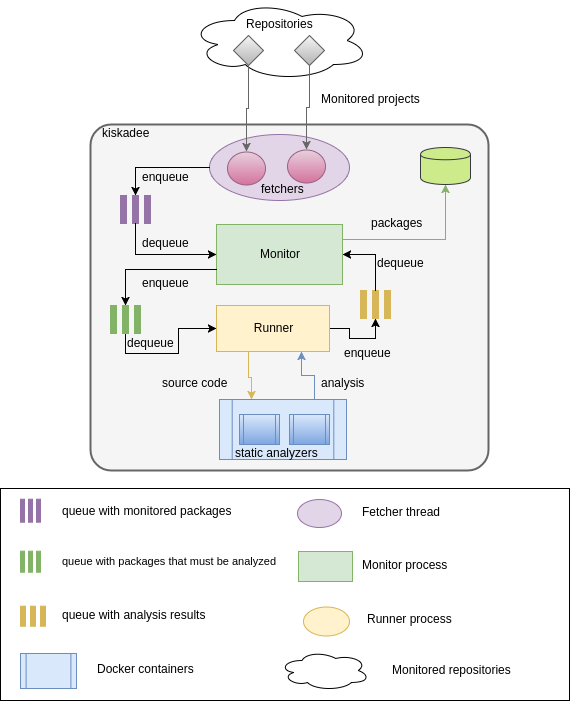 Repositories
Monitored projects
kiskadee
enqueue
fetchers
dequeue
packages
Monitor
dequeue
enqueue
Runner
dequeue
enqueue
source code
analysis
static analyzers
queue with monitored packages
Fetcher thread
queue with packages that must be analyzed
Monitor process
queue with analysis results
Runner process
Docker containers
Monitored repositories